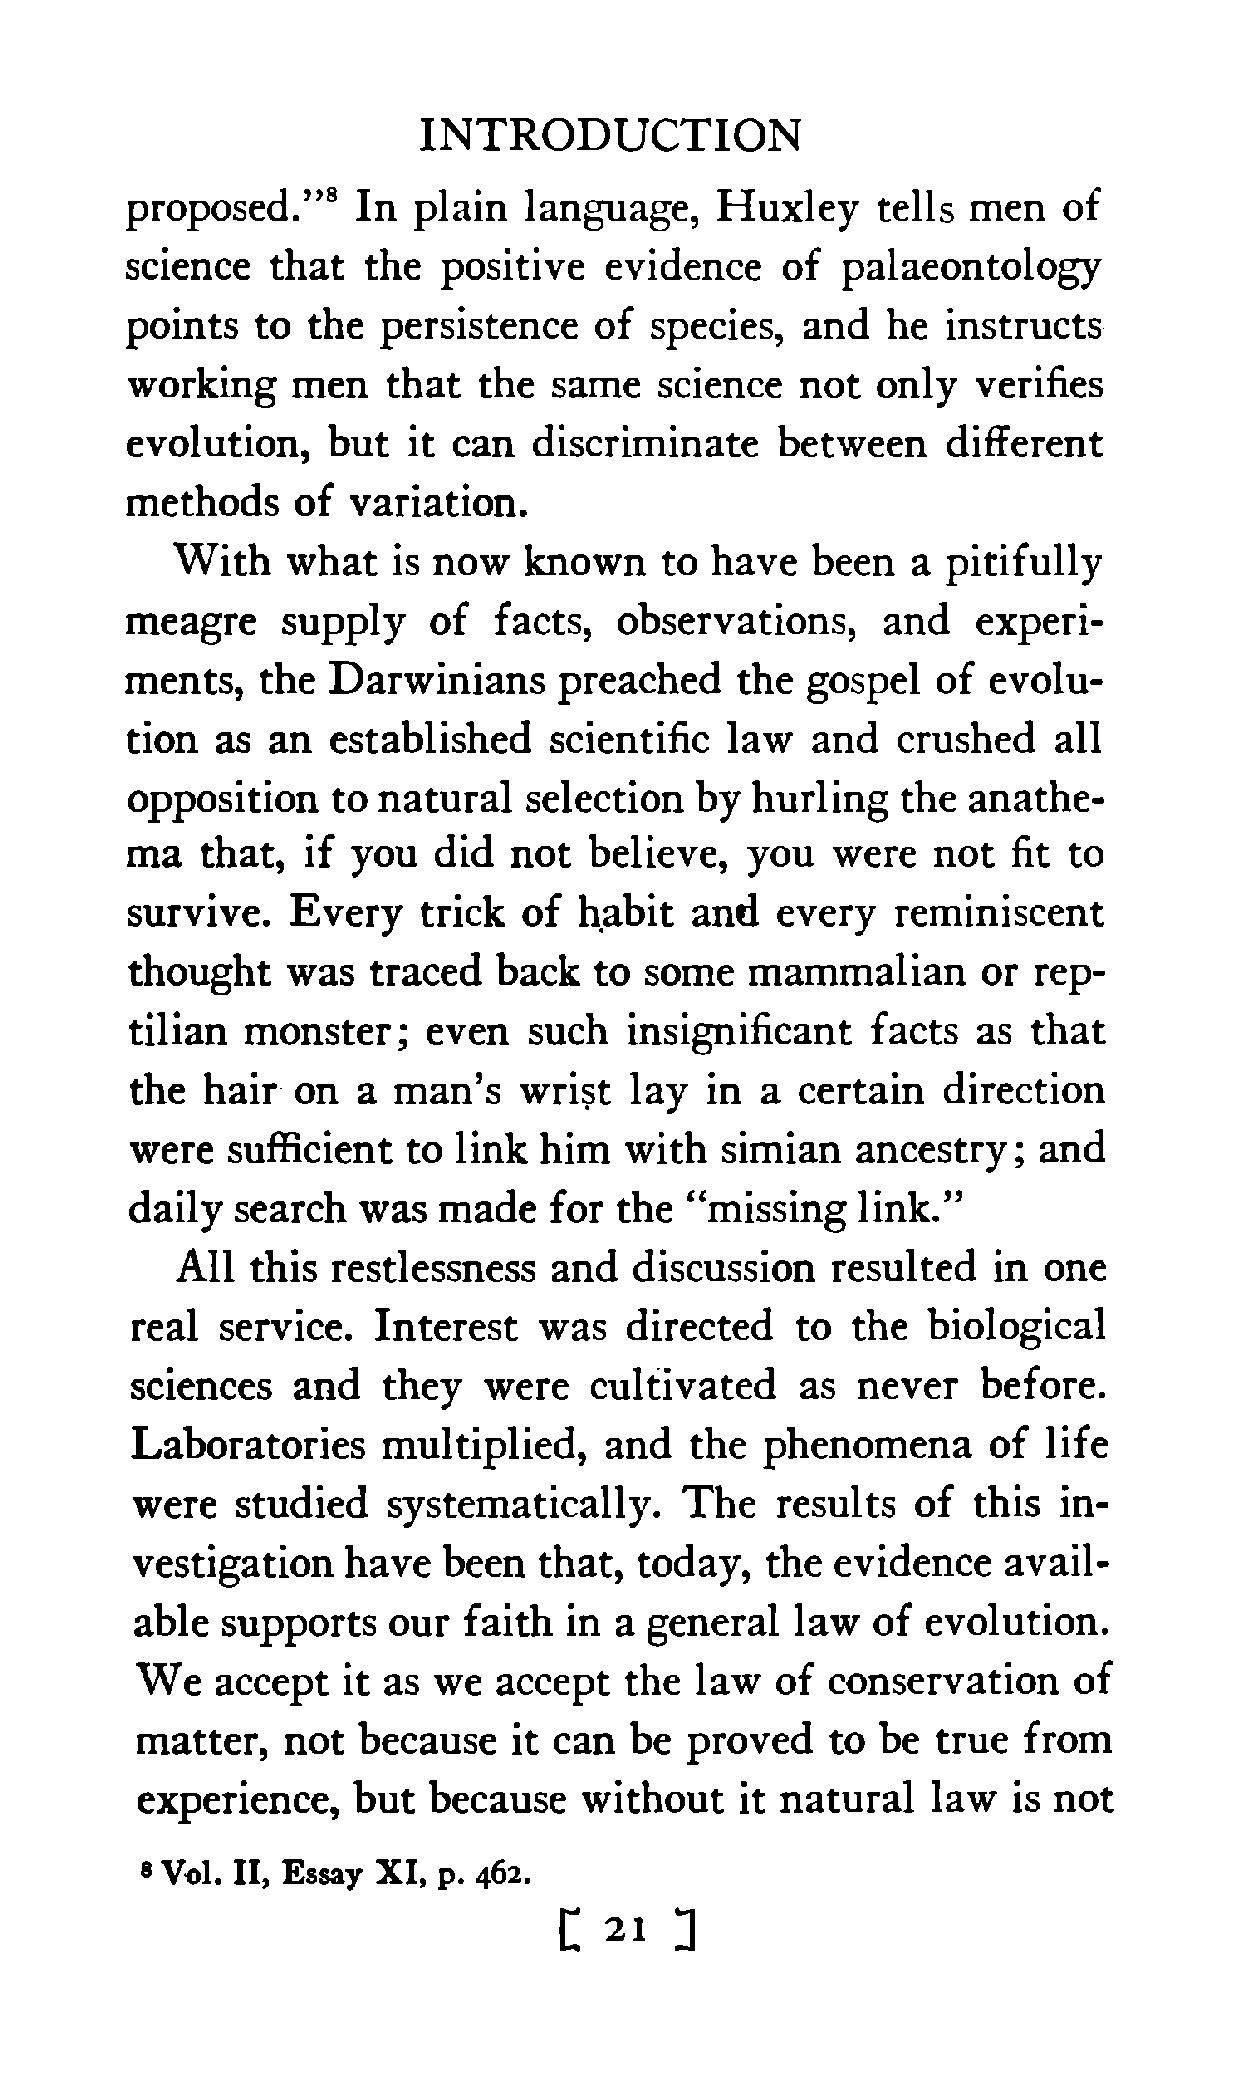 INTRODUCTION
proposed."⁸ In plain language, Huxley tells men of
science that the positive evidence of palaeontology
points to the persistence of species, and he instructs
working men that the same science not only verifies
evolution, but it can discriminate between different
methods of variation.
With what is now known to have been a pitifully
meagre supply of facts, observations, and experi-
ments, the Darwinians preached the gospel of evolu-
tion as an established scientific law and crushed all
opposition to natural selection by hurling the anathe-
ma that, if you did not believe, you were not fit to
survive. Every trick of habit and every reminiscent
thought was traced back to some mammalian or rep-
tilian monster; even such insignificant facts as that
the hair on a man's wrist lay in a certain direction
were sufficient to link him with simian ancestry; and
daily search was made for the "missing link."
All this restlessness and discussion resulted in one
real service. Interest was directed to the biological
sciences and they were cultivated as never before.
Laboratories multiplied, and the phenomena of life
were studied systematically. The results of this in-
vestigation have been that, today, the evidence avail-
able supports our faith in a general law of evolution.
We accept it as we accept the law of conservation of
matter, not because it can be proved to be true from
experience, but because without it natural law is not
⁸ Vol. II, Essay XI, p. 462.
[ 21 ]